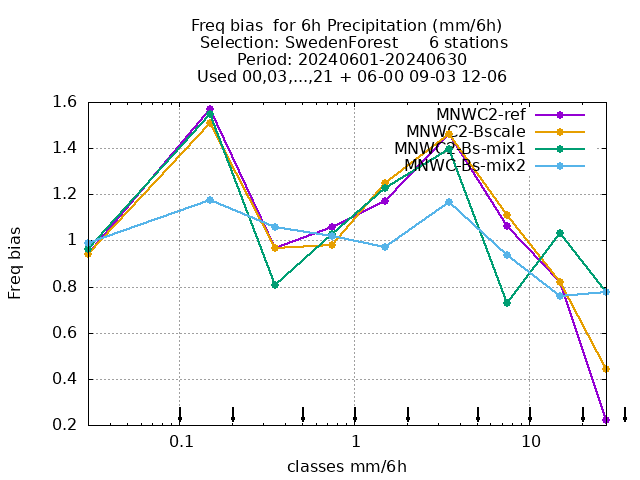 Freq bias  for 6h Precipitation (mm/6h)
Selection: SwedenForest      6 stations
Period: 20240601-20240630
Used 00,03,...,21 + 06-00 09-03 12-06
MNWC2-ref
MNWC2-Bscale
MNWC2-Bs-mix1
MNWC-Bs-mix2
1.6
1.4
1.2
1
0.8
0.6
0.4
0.2
Freq bias
0.1 1 10
classes mm/6h